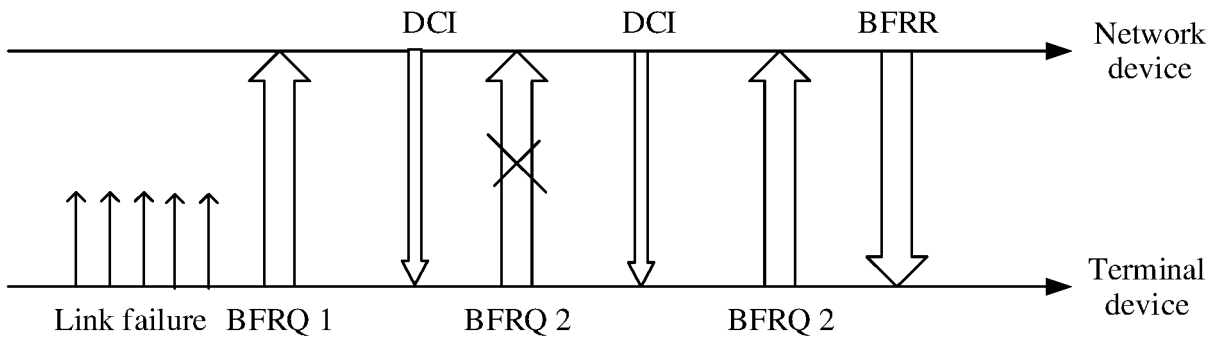 DCI
DCI
BFRR
Network
device
Terminal
device
Link failure
BFRQ 1
BFRQ 2
BFRQ 2